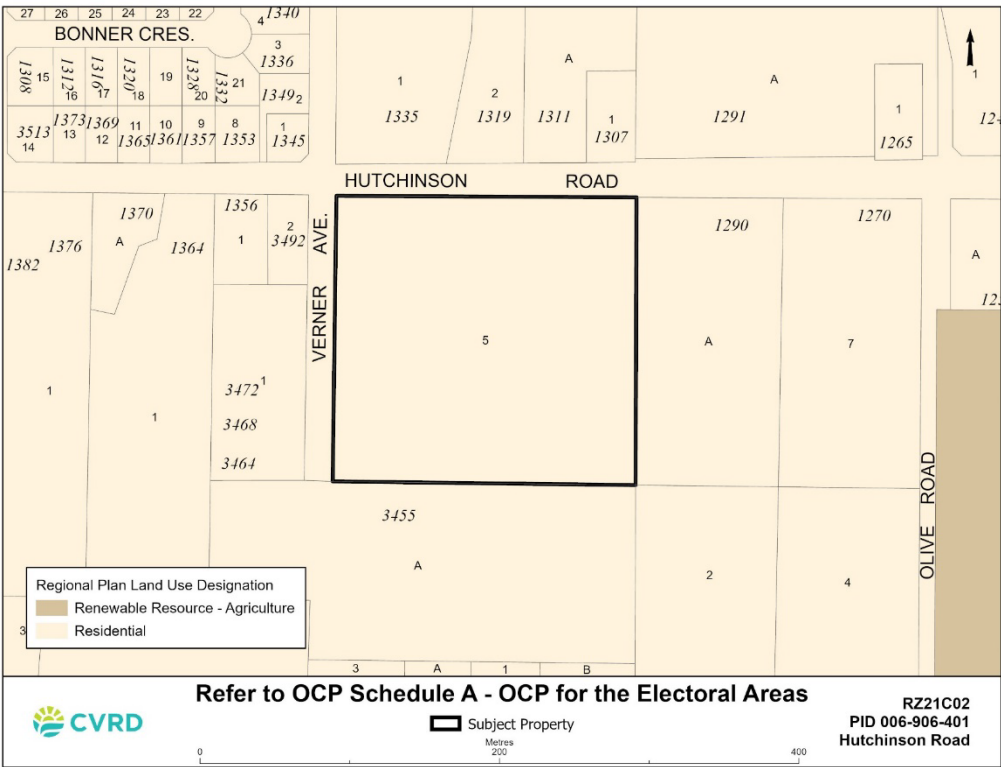 27 26 25 24 23 22
4 1340
BONNER CRES.
3
1336
1308 15 1312 16 1316 17 1320 18 19 1328 20 1332 21
1349 2
1
1335
2
1319
A
1311
1
1307
A
1291
1
1265
1
124
3513
14
1373
13
1369
12
11
1365
10
1361
9
1357
8
1353
1
1345
HUTCHINSON ROAD
1382
1376
1370
A
1364
1356
1
2
3492
VERNER AVE.
1290
1270
A
123
5
A
7
1
1
1
3472
3468
3464
3455
A
2
4
OLIVE ROAD
3
3 A 1 B
Regional Plan Land Use Designation
Renewable Resource - Agriculture
Residential
CVRD
Refer to OCP Schedule A - OCP for the Electoral Areas
Subject Property
Metres
0 200 400
RZ21C02
PID 006-906-401
Hutchinson Road